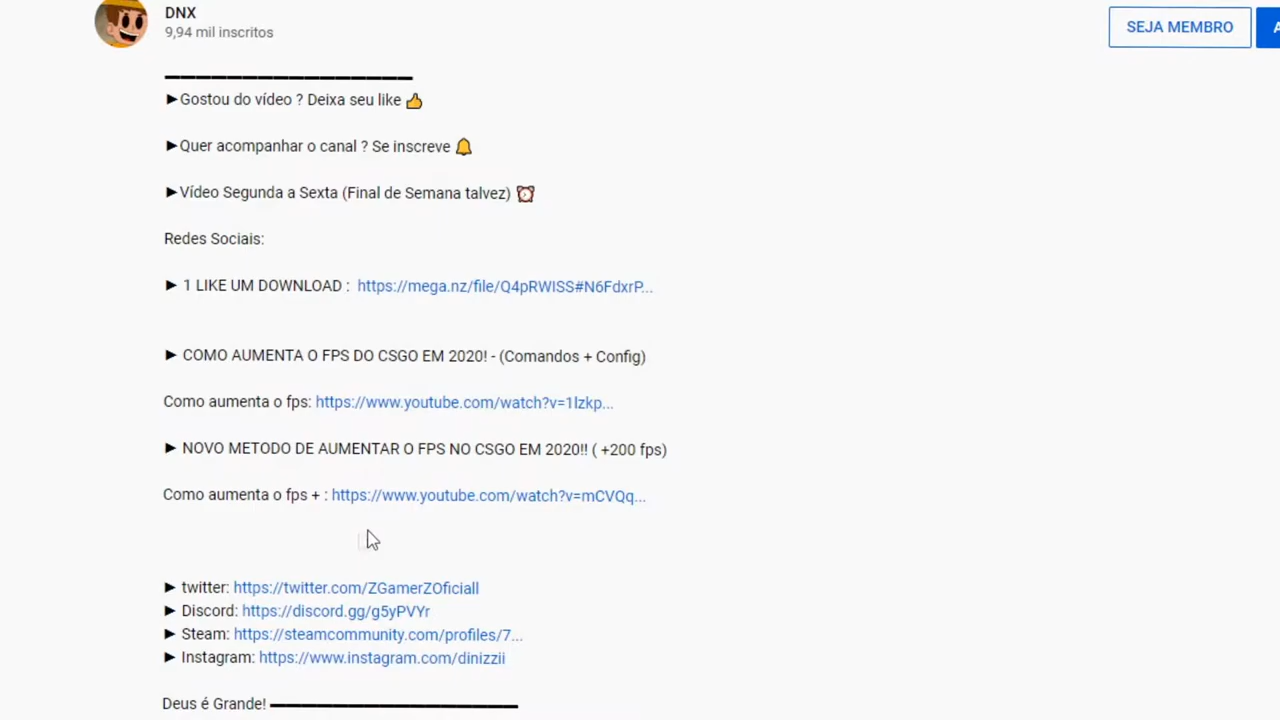 DNX
9,94 mil inscritos
SEJA MEMBRO
A
►Gostou do vídeo ? Deixa seu like 👍
►Quer acompanhar o canal ? Se inscreve 🔔
►Vídeo Segunda a Sexta (Final de Semana talvez) ⏰
Redes Sociais:
► 1 LIKE UM DOWNLOAD : https://mega.nz/file/Q4pRWISS#N6FdxrP...
► COMO AUMENTA O FPS DO CSGO EM 2020! - (Comandos + Config)
Como aumenta o fps: https://www.youtube.com/watch?v=1lzkp...
► NOVO METODO DE AUMENTAR O FPS NO CSGO EM 2020!! ( +200 fps)
Como aumenta o fps + : https://www.youtube.com/watch?v=mCVQq...
► twitter: https://twitter.com/ZGamerZOficiall
► Discord: https://discord.gg/g5yPVYr
► Steam: https://steamcommunity.com/profiles/7...
► Instagram: https://www.instagram.com/dinizzii
Deus é Grande!